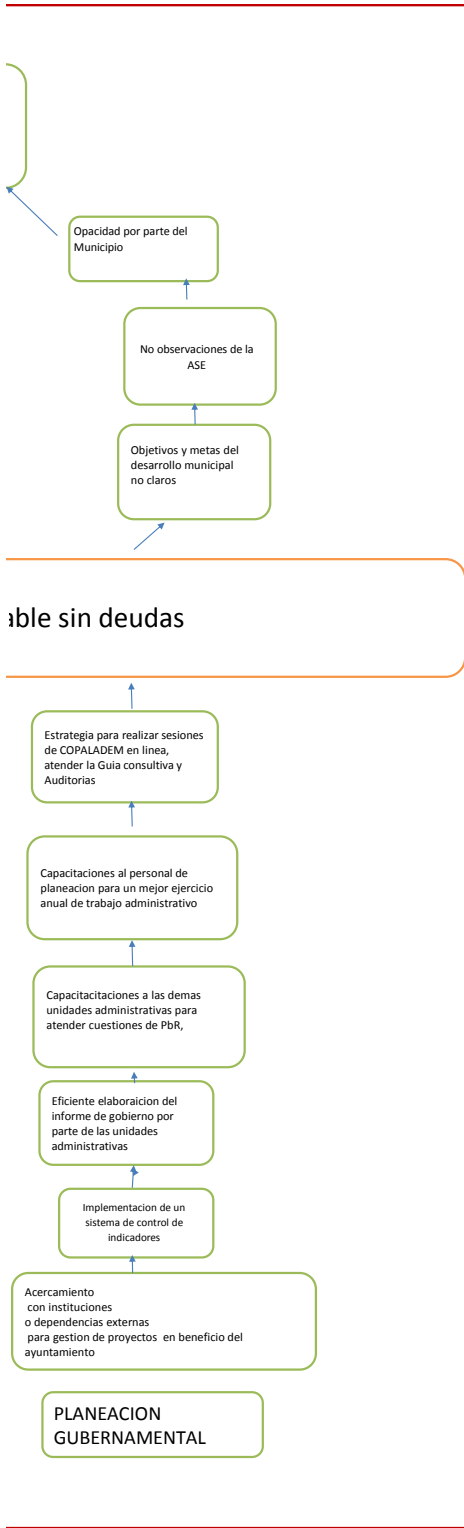 Opacidad por parte del
Municipio
No observaciones de la
ASE
Objetivos y metas del
desarrollo municipal
no claros
able sin deudas
Estrategia para realizar sesiones
de COPALADEM en linea,
atender la Guia consultiva y
Auditorias
Capacitaciones al personal de
planeacion para un mejor ejercicio
anual de trabajo administrativo
Capacitacitaciones a las demas
unidades administrativas para
atender cuestiones de PbR,
Eficiente elaboraicion del
informe de gobierno por
parte de las unidades
administrativas
Implementacion de un
sistema de control de
indicadores
Acercamiento
con instituciones
o dependencias externas
para gestion de proyectos en beneficio del
ayuntamiento
PLANEACION
GUBERNAMENTAL